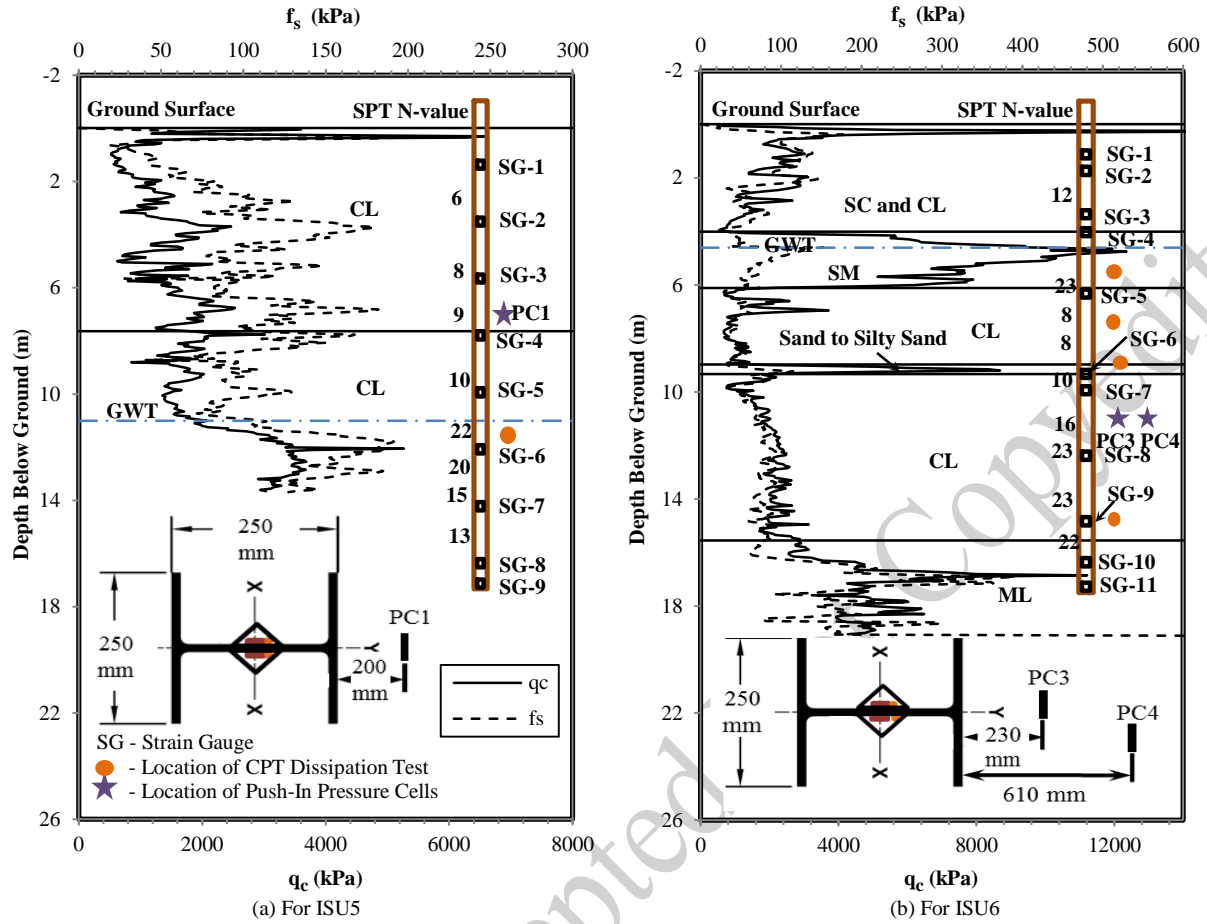 f_s (kPa)
0 50 100 150 200 250 300
-2
Ground Surface
SPT N-value
SG-1
2
6
CL
SG-2
8
SG-3
6
9
PC1
SG-4
CL
10
10
SG-5
GWT
22
SG-6
20
15
SG-7
14
13
SG-8
SG-9
18
22
26
Depth Below Ground (m)
250
mm
X
PC1
250
mm
Y
200
mm
X
qc
fs
SG - Strain Gauge
- Location of CPT Dissipation Test
- Location of Push-In Pressure Cells
0 2000 4000 6000 8000
q_c (kPa)
(a) For ISU5
f_s (kPa)
0 100 200 300 400 500 600
-2
Ground Surface
SPT N-value
SG-1
SG-2
2
12
SC and CL
SG-3
SG-4
GWT
SM
23
SG-5
6
8
CL
8
SG-6
Sand to Silty Sand
10
SG-7
10
16
PC3 PC4
23
SG-8
CL
23
SG-9
14
22
SG-10
SG-11
ML
18
22
26
Depth Below Ground (m)
X
PC3
250
mm
Y
PC4
230
mm
X
610 mm
0 4000 8000 12000
q_c (kPa)
(b) For ISU6
Accepted
Copyedit